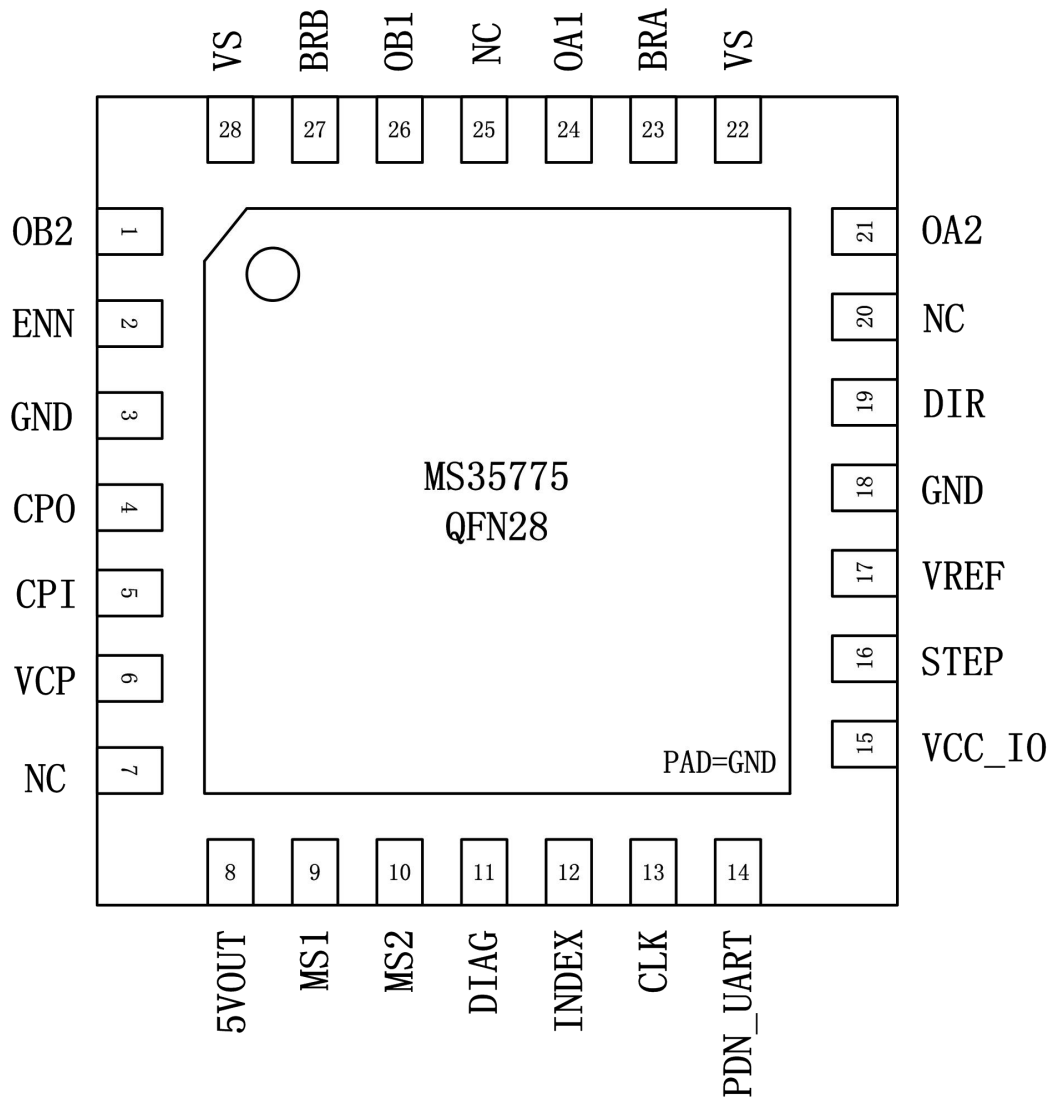 VS
BRB
OB1
NC
OA1
BRA
VS
28
27
26
25
24
23
22
OB2
1
ENN
2
GND
3
CPO
4
CPI
5
VCP
6
NC
7
MS35775
QFN28
PAD=GND
21
OA2
20
NC
19
DIR
18
GND
17
VREF
16
STEP
15
VCC_IO
8
9
10
11
12
13
14
5VOUT
MS1
MS2
DIAG
INDEX
CLK
PDN_UART